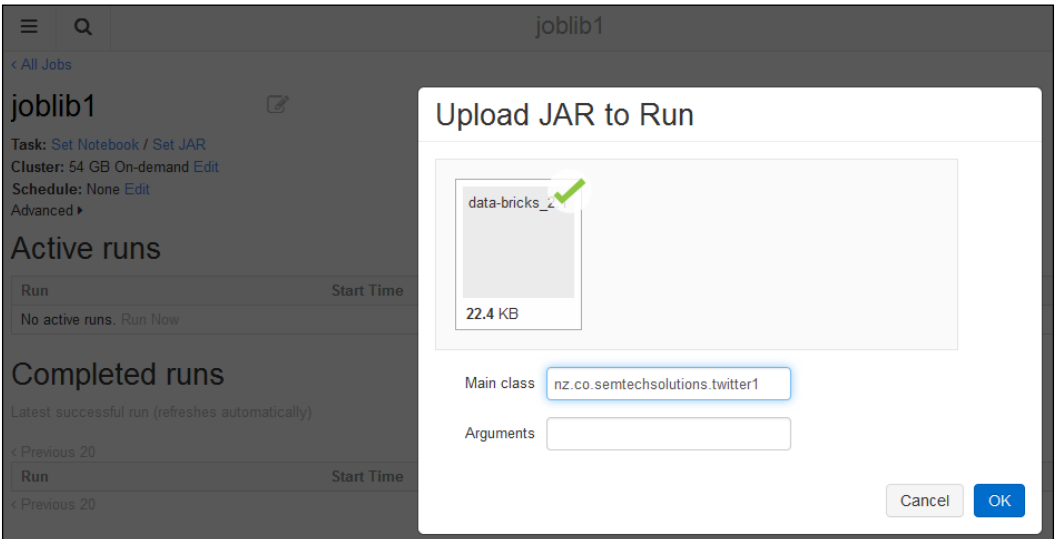 joblib1
< All Jobs
joblib1
Task: Set Notebook / Set JAR
Cluster: 54 GB On-demand Edit
Schedule: None Edit
Advanced
Active runs
Run Start Time
No active runs. Run Now
Completed runs
Latest successful run (refreshes automatically)
< Previous 20
Run Start Time
< Previous 20
Upload JAR to Run
data-bricks_2
22.4 KB
Main class nz.co.semtechsolutions.twitter1
Arguments
Cancel OK